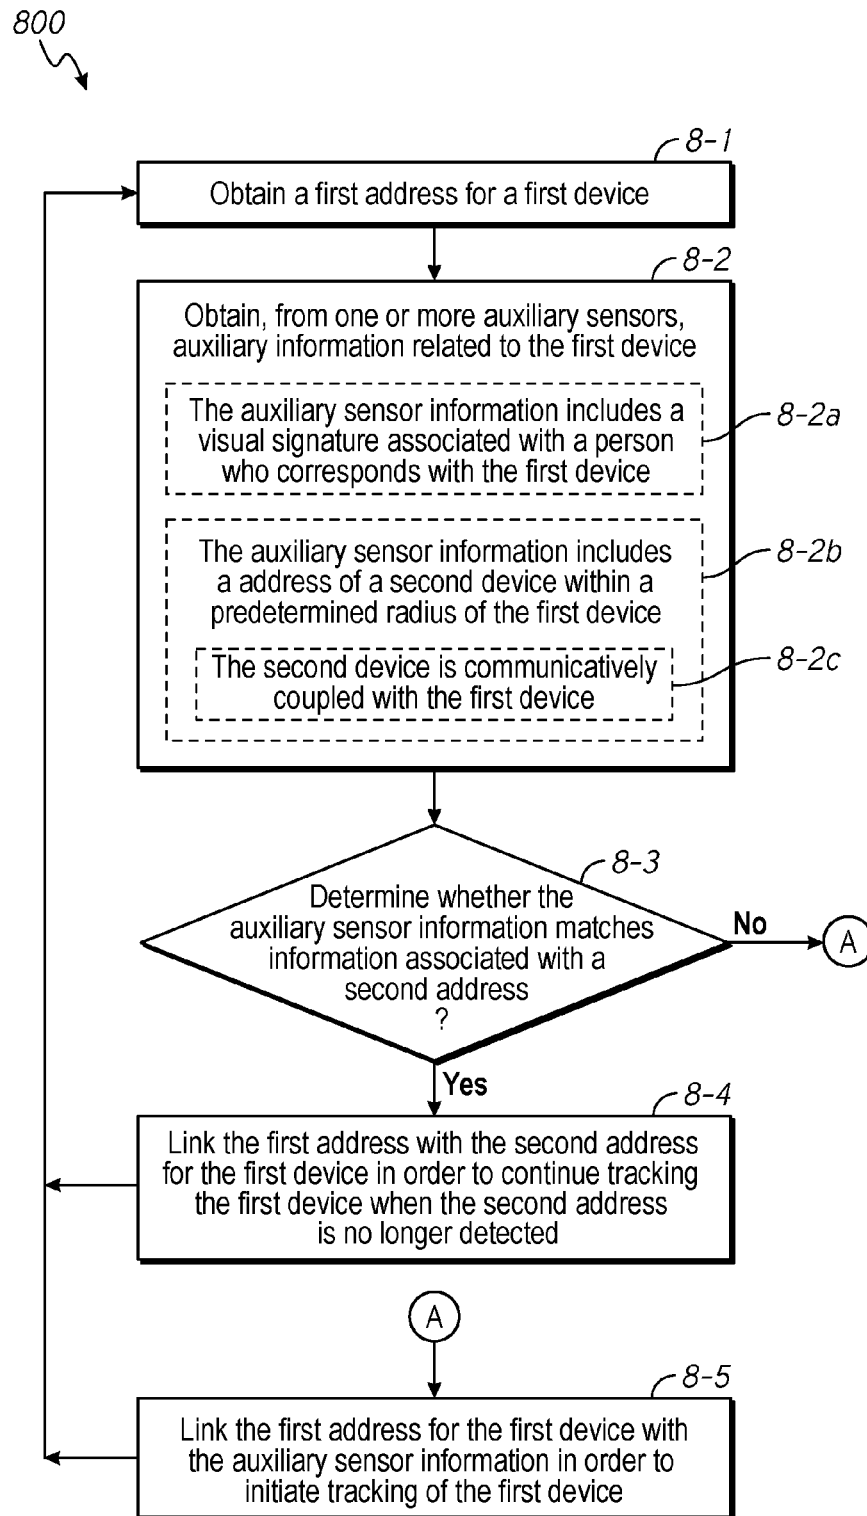 800
8-1
Obtain a first address for a first device
8-2
Obtain, from one or more auxiliary sensors,
auxiliary information related to the first device
The auxiliary sensor information includes a
visual signature associated with a person
who corresponds with the first device
8-2a
The auxiliary sensor information includes
a address of a second device within a
predetermined radius of the first device
8-2b
The second device is communicatively
coupled with the first device
8-2c
8-3
Determine whether the
auxiliary sensor information matches
information associated with a
second address
?
No
A
Yes
8-4
Link the first address with the second address
for the first device in order to continue tracking
the first device when the second address
is no longer detected
A
8-5
Link the first address for the first device with
the auxiliary sensor information in order to
initiate tracking of the first device